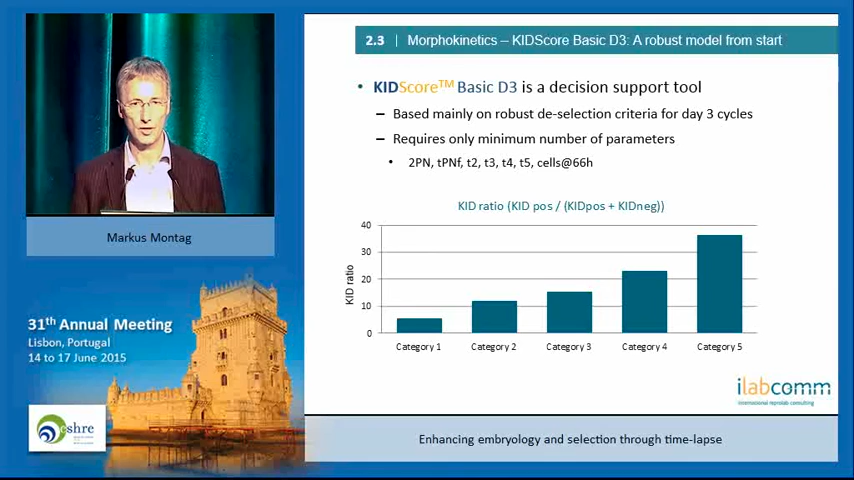 Markus Montag
31th Annual Meeting
Lisbon, Portugal
14 to 17 June 2015
eshre
2.3 | Morphokinetics – KIDScore Basic D3: A robust model from start
• KIDScore™ Basic D3 is a decision support tool
– Based mainly on robust de-selection criteria for day 3 cycles
– Requires only minimum number of parameters
• 2PN, tPNf, t2, t3, t4, t5, cells@66h
KID ratio (KID pos / (KIDpos + KIDneg))
KID ratio
40
30
20
10
0
Category 1 Category 2 Category 3 Category 4 Category 5
ilabcomm
international reprolab consulting
Enhancing embryology and selection through time-lapse